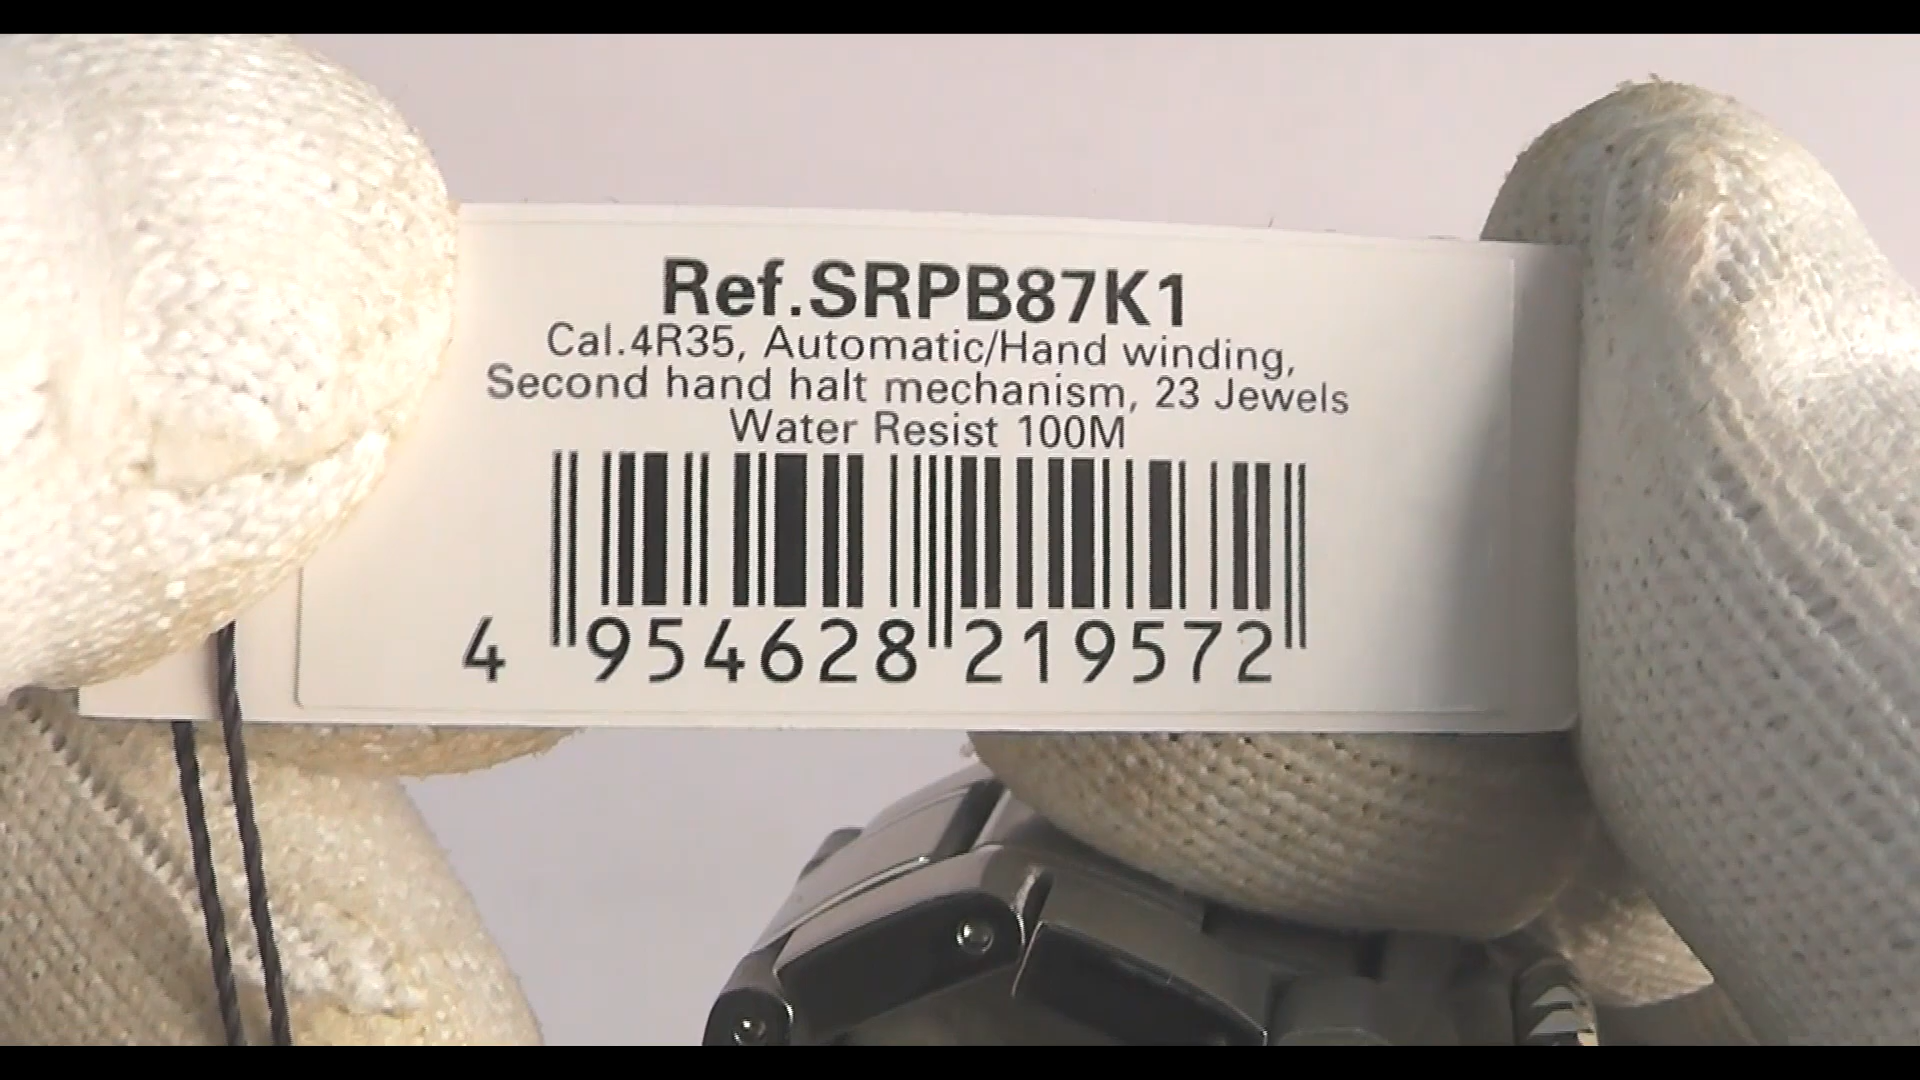 Ref.SRPB87K1
Cal.4R35, Automatic/Hand winding,
Second hand halt mechanism, 23 Jewels
Water Resist 100M
4 954628 219572